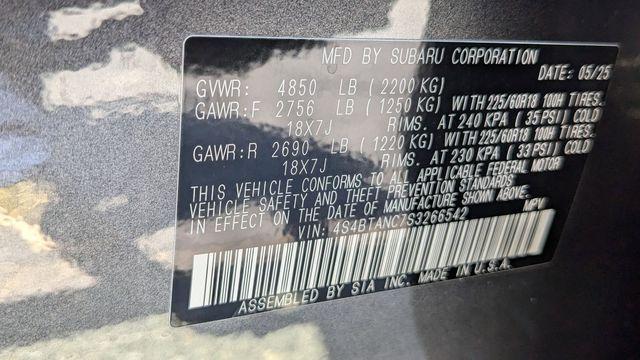 MFD BY SUBARU CORPORATION
DATE: 05/25
GVWR: 4850 LB (2200 KG)
GAWR:F 2756 LB (1250 KG) WITH 225/60R18 100H TIRES.
18X7J RIMS. AT 240 KPA (35 PSI) COLD
GAWR:R 2690 LB (1220 KG) WITH 225/60R18 100H TIRES.
18X7J RIMS. AT 230 KPA (33 PSI) COLD
THIS VEHICLE CONFORMS TO ALL APPLICABLE FEDERAL MOTOR
VEHICLE SAFETY AND THEFT PREVENTION STANDARDS
IN EFFECT ON THE DATE OF MANUFACTURE SHOWN ABOVE.
VIN: 4S4BTANC7S3266542 MPV
ASSEMBLED BY SIA INC. MADE IN U.S.A.